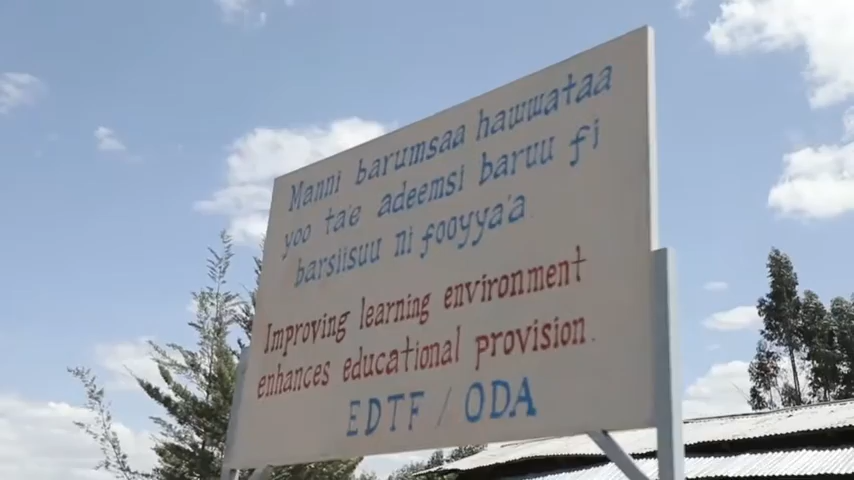 Manni barumsaa hawwataa
yoo ta'e adeemsi baruu fi
barsiisuu ni fooyya'a
Improving learning environment
enhances educational provision.
EDTF / ODA